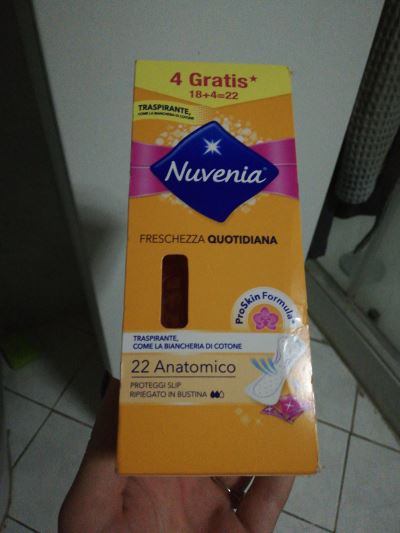 4 Gratis*
18+4=22
TRASPIRANTE,
COME LA BIANCHERIA DI COTONE
Nuvenia
FRESCHEZZA QUOTIDIANA
ProSkin Formula*
TRASPIRANTE,
COME LA BIANCHERIA DI COTONE
22 Anatomico
PROTEGGI SLIP
RIPIEGATO IN BUSTINA